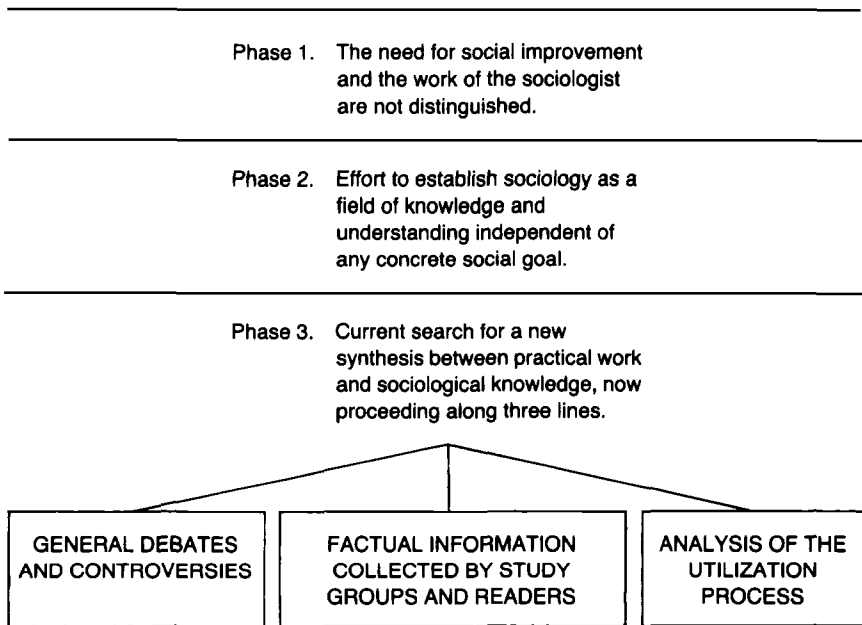 Phase 1. The need for social improvement
and the work of the sociologist
are not distinguished.
Phase 2. Effort to establish sociology as a
field of knowledge and
understanding independent of
any concrete social goal.
Phase 3. Current search for a new
synthesis between practical work
and sociological knowledge, now
proceeding along three lines.
GENERAL DEBATES
AND CONTROVERSIES
FACTUAL INFORMATION
COLLECTED BY STUDY
GROUPS AND READERS
ANALYSIS OF THE
UTILIZATION
PROCESS